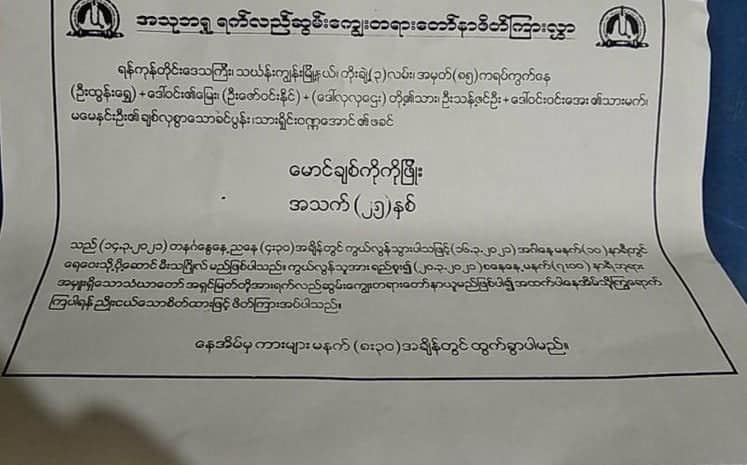 အသုဘရှု ရက်လည်ဆွမ်းကျွေးတရားတော်နာဖိတ်ကြားလွှာ
ရန်ကုန်တိုင်းဒေသကြီး၊ သင်္ဃန်းကျွန်းမြို့နယ်၊ တိုးချဲ့(၃)လမ်း၊ အမှတ်(၈၅)ကရပ်ကွက်နေ
(ဦးထွန်းရွှေ) + ဒေါ်ဝင်း၏မြေး၊ (ဦးဇော်ဝင်းနိုင်) + (ဒေါ်လှလှဌေး) တို့၏သား၊ ဦးသန့်ဇင်ဦး + ဒေါ်ဝင်းဝင်းအေး ၏သားမက်၊
မမေနှင်းဦး၏ ချစ်လှစွာသောခင်ပွန်း၊ သားရှိုင်းဝဏ္ဏအောင် ၏ ဖခင်
မောင်ချစ်ကိုကိုဖြိုး
အသက် (၂၅) နှစ်
သည် (၁၄.၃.၂၀၂၁) တနင်္ဂနွေနေ့ ညနေ (၄:၃၀) အချိန်တွင် ကွယ်လွန်သွားပါသဖြင့် (၁၆.၃.၂၀၂၁) အင်္ဂါနေ့ မနက် (၁၀) နာရီတွင်
ရေဝေးသို့ ပို့ဆောင် မီးသင်္ဂြိုလ် မည်ဖြစ်ပါသည်။ ကွယ်လွန်သူအား ရည်စူး၍ (၂၀.၃.၂၀၂၁) စနေနေ့ မနက် (၇:၀၀) နာရီ ဘုရား
အမှူးရှိသောသံဃာတော် အရှင်မြတ်တို့အား ရက်လည်ဆွမ်းကျွေးတရားတော်နာယူမည်ဖြစ်ပါ၍ အထက်ပါနေအိမ်သို့ကြွရောက်
ကြပါရန် ညှိုးငယ်သောစိတ်ထားဖြင့် ဖိတ်ကြားအပ်ပါသည်။
နေအိမ်မှ ကားများ မနက် (၈:၃၀) အချိန်တွင် ထွက်ခွာပါမည်။